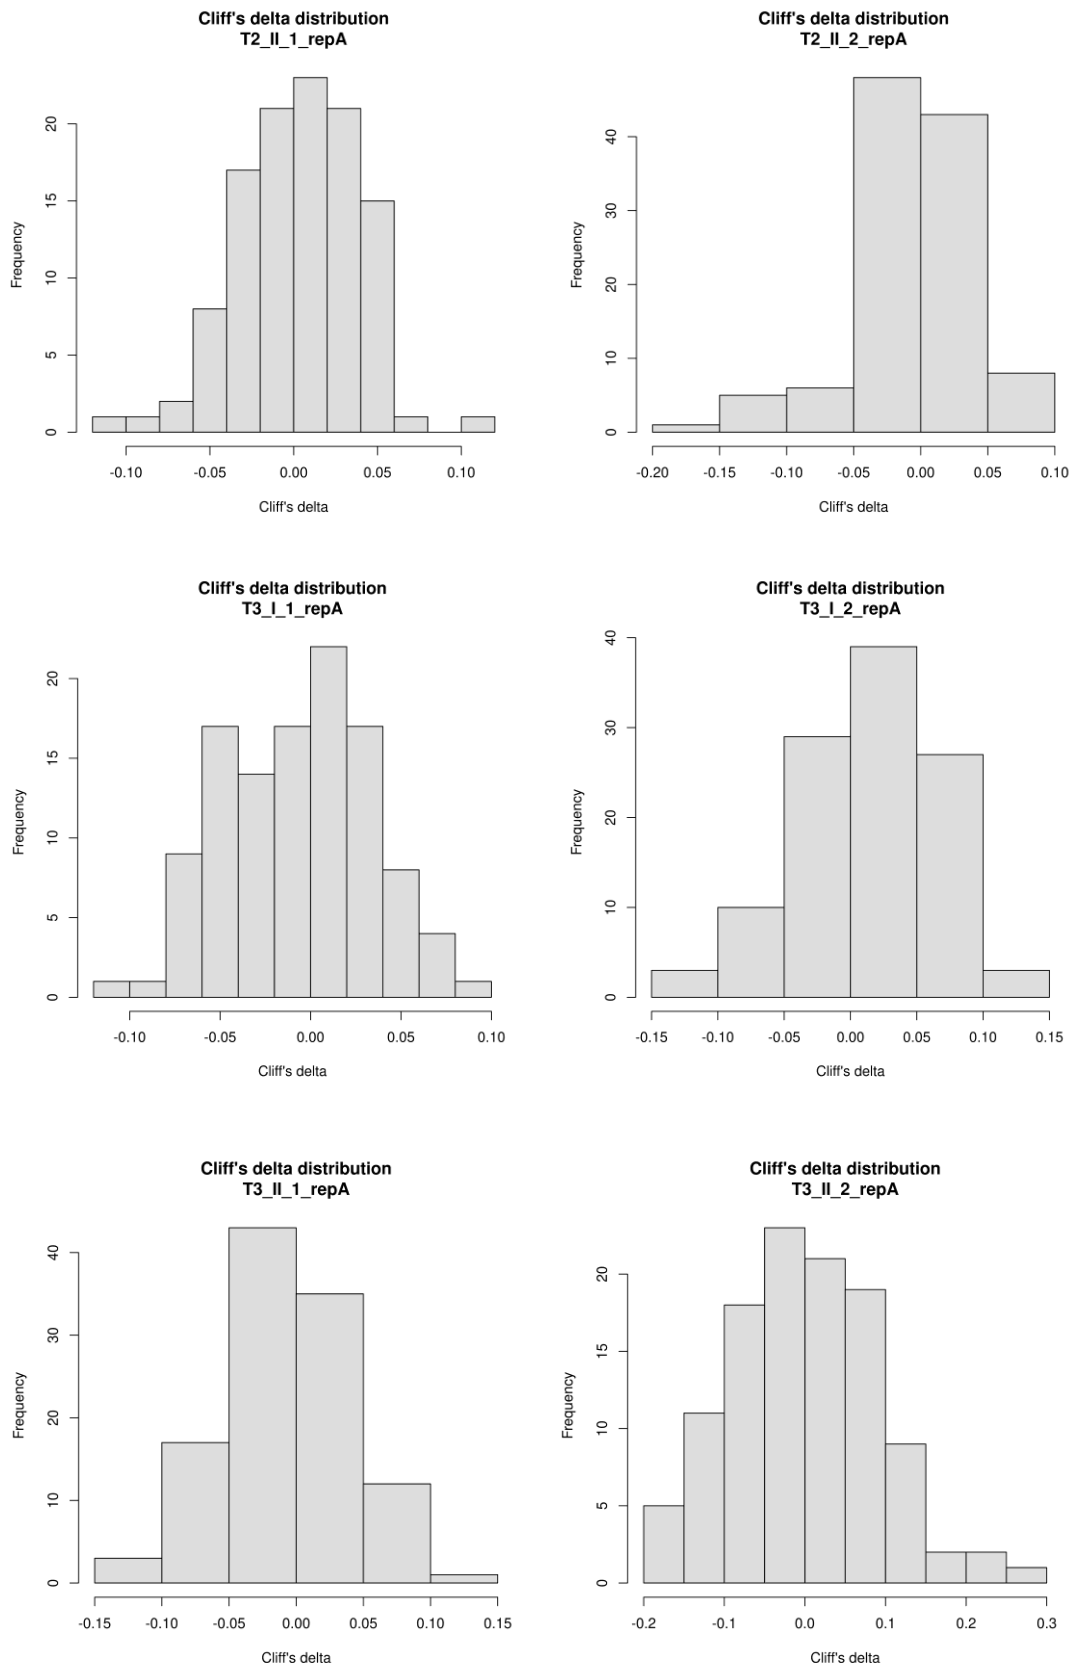 Cliff's delta distribution
T2_II_1_repA
Frequency
0
5
10
15
20
-0.10
-0.05
0.00
0.05
0.10
Cliff's delta
Cliff's delta distribution
T2_II_2_repA
Frequency
0
10
20
30
40
-0.20
-0.15
-0.10
-0.05
0.00
0.05
0.10
Cliff's delta
Cliff's delta distribution
T3_I_1_repA
Frequency
0
5
10
15
20
-0.10
-0.05
0.00
0.05
0.10
Cliff's delta
Cliff's delta distribution
T3_I_2_repA
Frequency
0
10
20
30
40
-0.15
-0.10
-0.05
0.00
0.05
0.10
0.15
Cliff's delta
Cliff's delta distribution
T3_II_1_repA
Frequency
0
10
20
30
40
-0.15
-0.10
-0.05
0.00
0.05
0.10
0.15
Cliff's delta
Cliff's delta distribution
T3_II_2_repA
Frequency
0
5
10
15
20
-0.2
-0.1
0.0
0.1
0.2
0.3
Cliff's delta